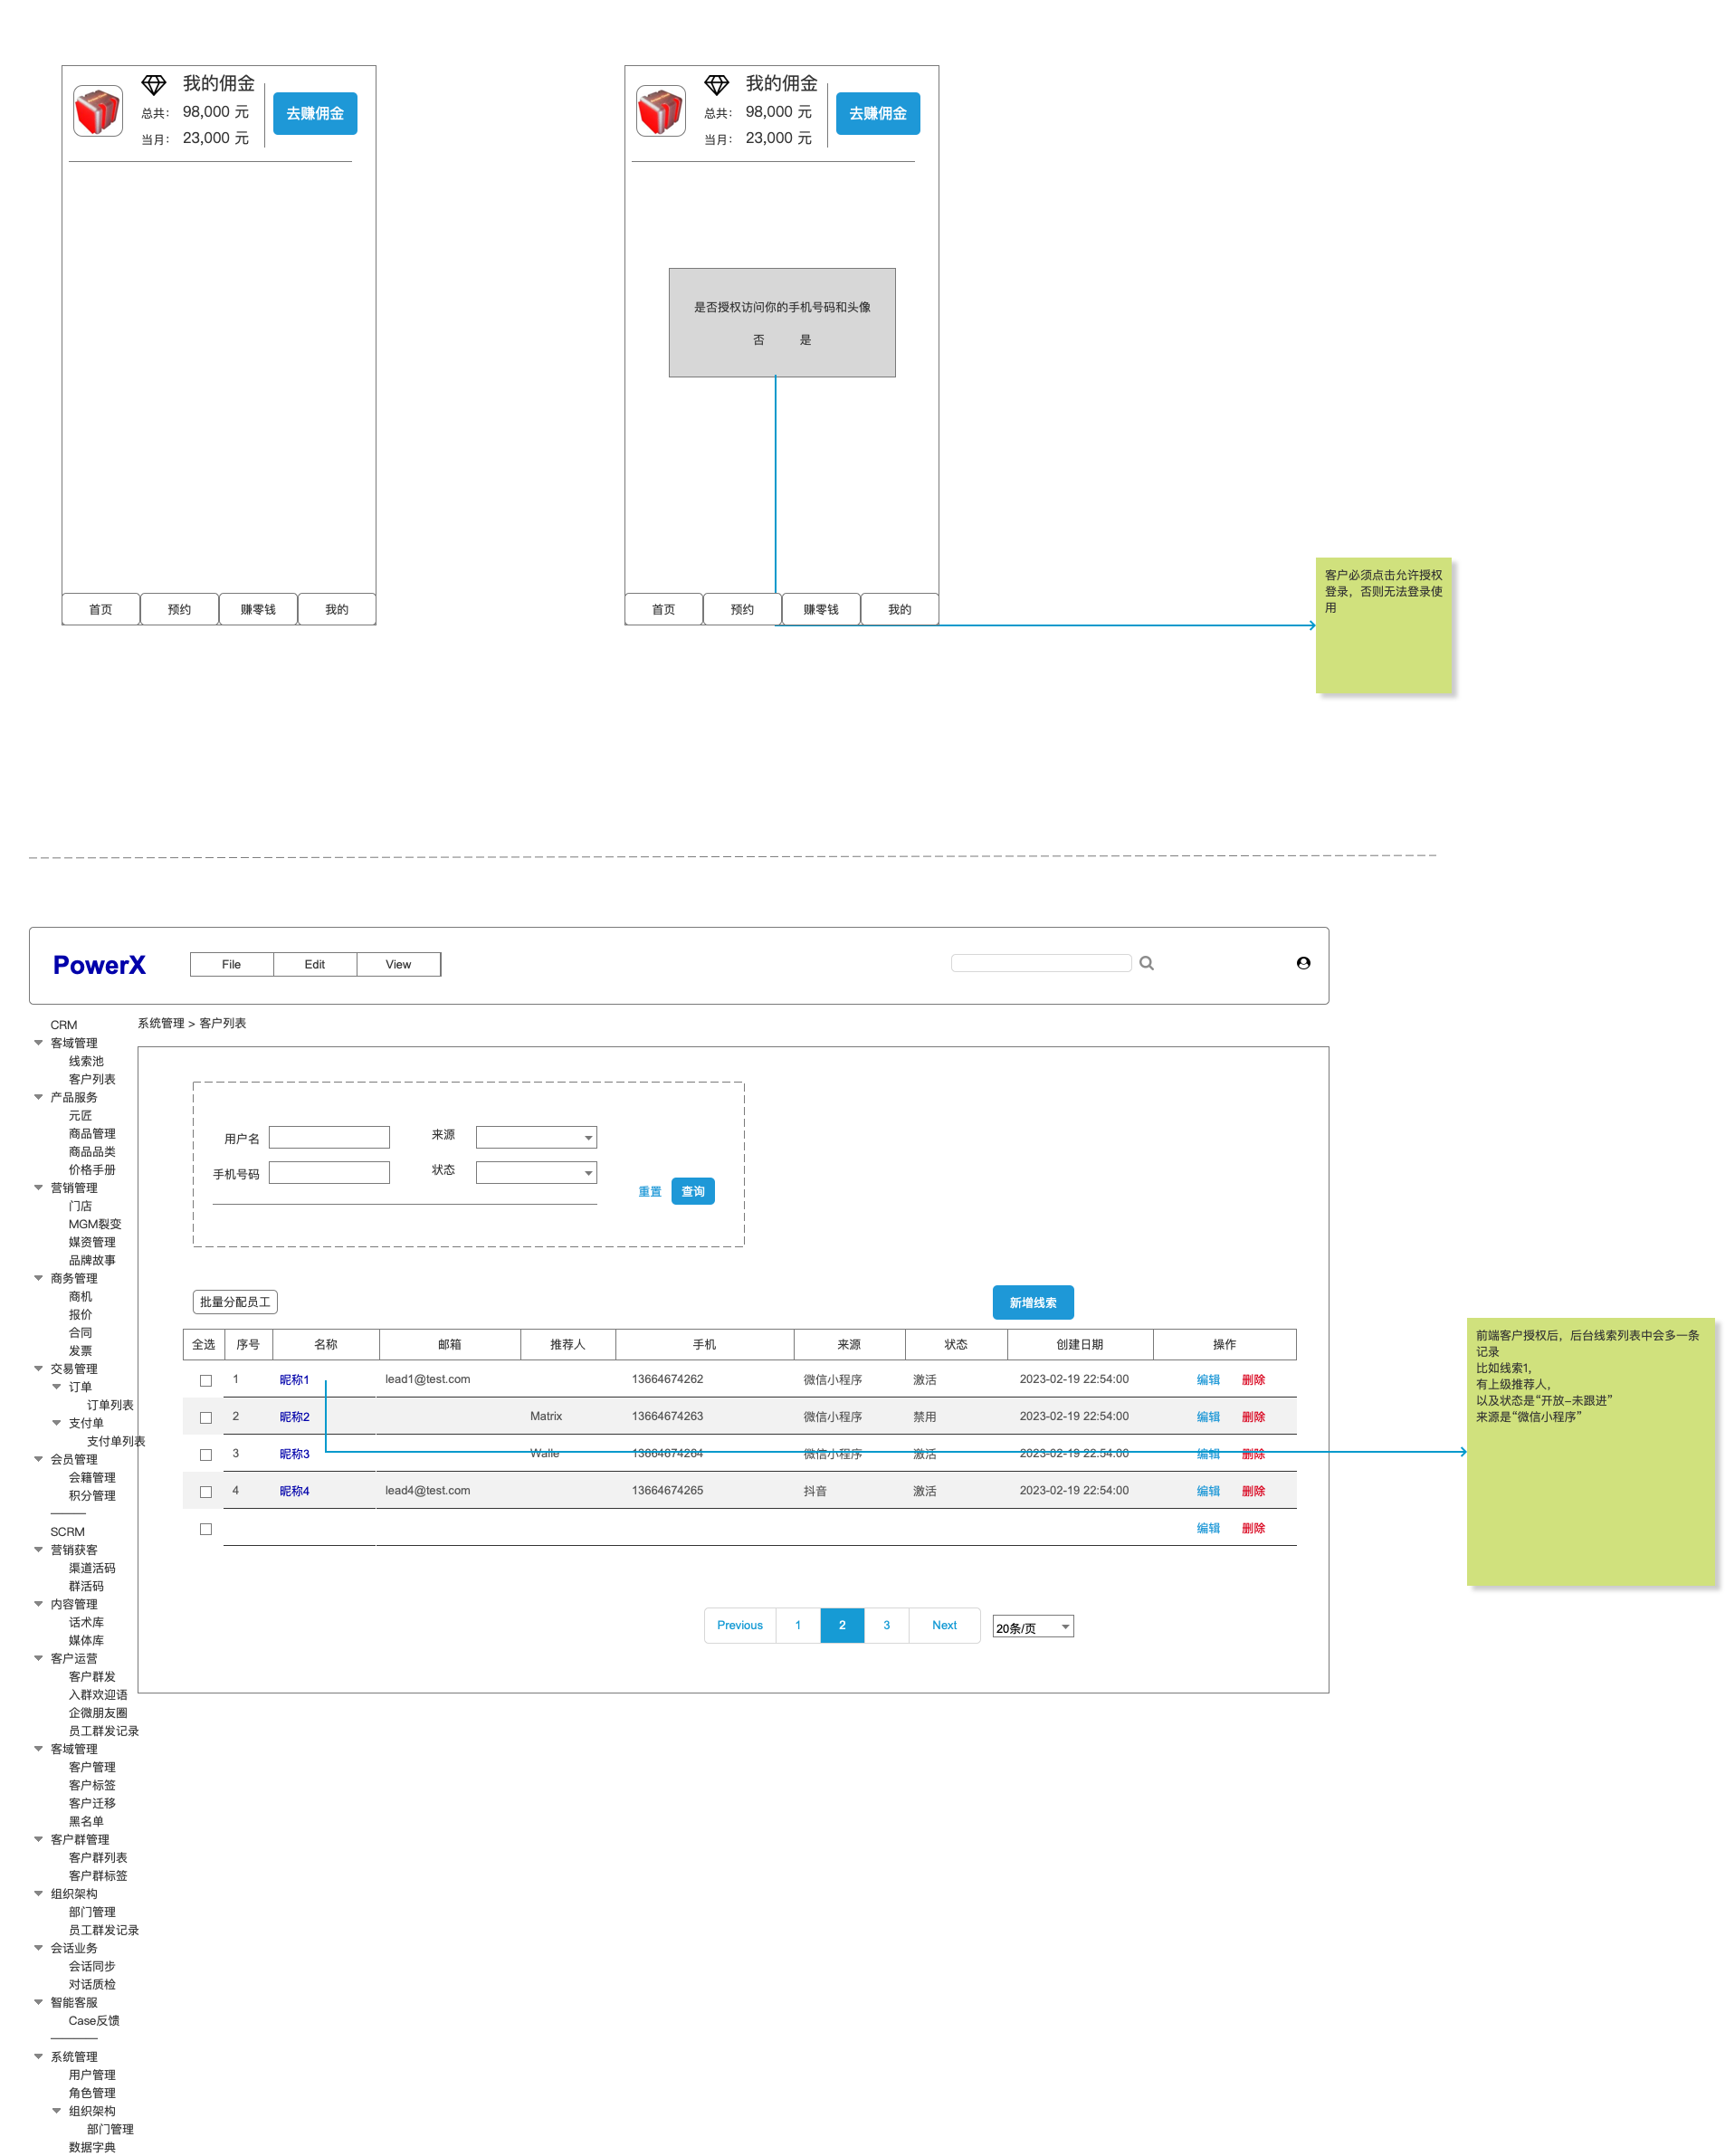 我的佣金
总共： 98,000 元
当月： 23,000 元
去赚佣金
首页 预约 赚零钱 我的
我的佣金
总共： 98,000 元
当月： 23,000 元
去赚佣金
是否授权访问你的手机号码和头像
否 是
首页 预约 赚零钱 我的
客户必须点击允许授权
登录，否则无法登录使
用
PowerX
File Edit View
CRM
客域管理
线索池
客户列表
产品服务
元匠
商品管理
商品品类
价格手册
营销管理
门店
MGM裂变
媒资管理
品牌故事
商务管理
商机
报价
合同
发票
交易管理
订单
订单列表
支付单
支付单列表
会员管理
会籍管理
积分管理
SCRM
营销获客
渠道活码
群活码
内容管理
话术库
媒体库
客户运营
客户群发
入群欢迎语
企微朋友圈
员工群发记录
客域管理
客户管理
客户标签
客户迁移
黑名单
客户群管理
客户群列表
客户群标签
组织架构
部门管理
员工群发记录
会话业务
会话同步
对话质检
智能客服
Case反馈
系统管理
用户管理
角色管理
组织架构
部门管理
数据字典
系统管理 > 客户列表
用户名 来源
手机号码 状态
重置 查询
批量分配员工 新增线索
全选 序号 名称 邮箱 推荐人 手机 来源 状态 创建日期 操作
1 昵称1 lead1@test.com 13664674262 微信小程序 激活 2023-02-19 22:54:00 编辑 删除
2 昵称2 Matrix 13664674263 微信小程序 禁用 2023-02-19 22:54:00 编辑 删除
3 昵称3 Walle 13664674264 微信小程序 激活 2023-02-19 22:54:00 编辑 删除
4 昵称4 lead4@test.com 13664674265 抖音 激活 2023-02-19 22:54:00 编辑 删除
编辑 删除
Previous 1 2 3 Next 20条/页
前端客户授权后，后台线索列表中会多一条
记录
比如线索1，
有上级推荐人，
以及状态是“开放–未跟进”
来源是“微信小程序”